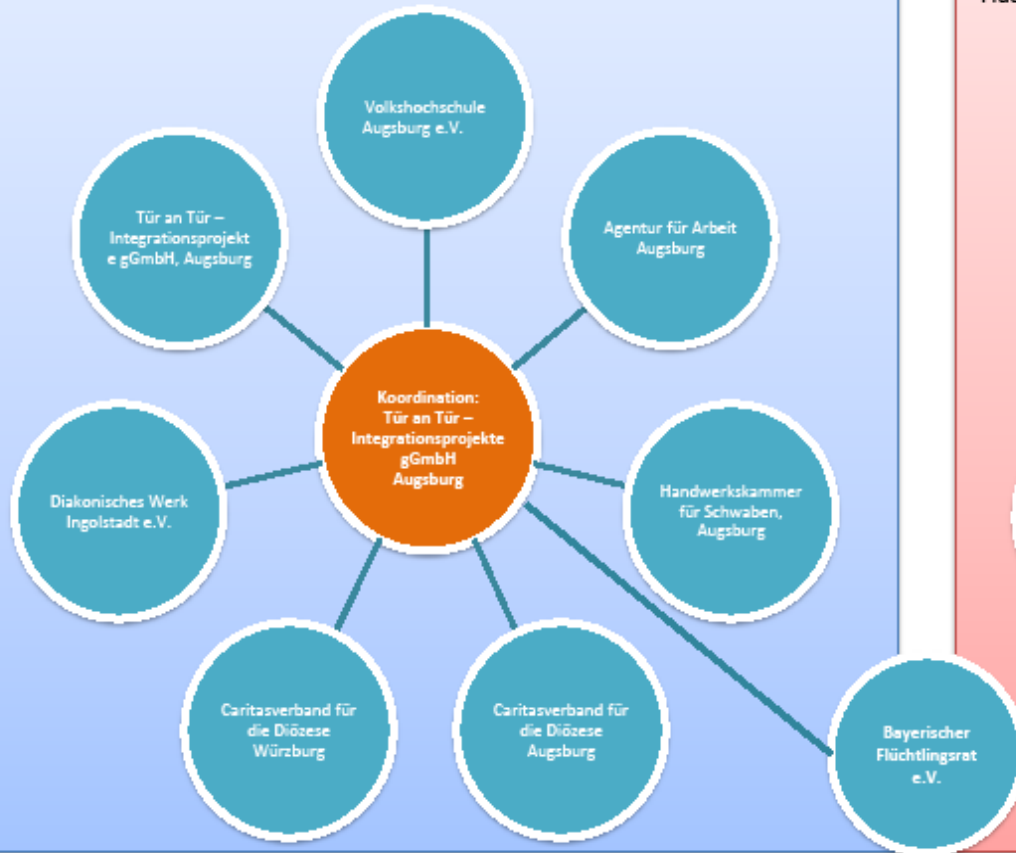 Volkshochschule
Augsburg e.V.
Tür an Tür –
Integrationsprojekt
e gGmbH, Augsburg
Agentur für Arbeit
Augsburg
Koordination:
Tür an Tür –
Integrationsprojekte
gGmbH
Augsburg
Diakonisches Werk
Ingolstadt e.V.
Handwerkskammer
für Schwaben,
Augsburg
Caritasverband für
die Diözese
Würzburg
Caritasverband für
die Diözese
Augsburg
Bayerischer
Flüchtlingsrat
e.V.